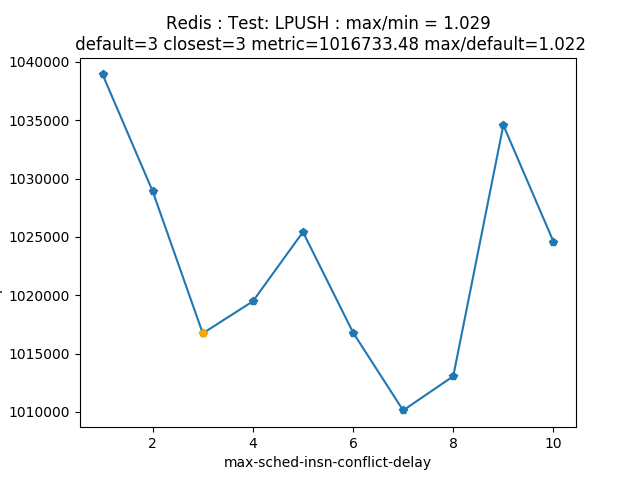 Redis : Test: LPUSH : max/min = 1.029
default=3 closest=3 metric=1016733.48 max/default=1.022
1040000
1035000
1030000
1025000
1020000
1015000
1010000
2 4 6 8 10
max-sched-insn-conflict-delay